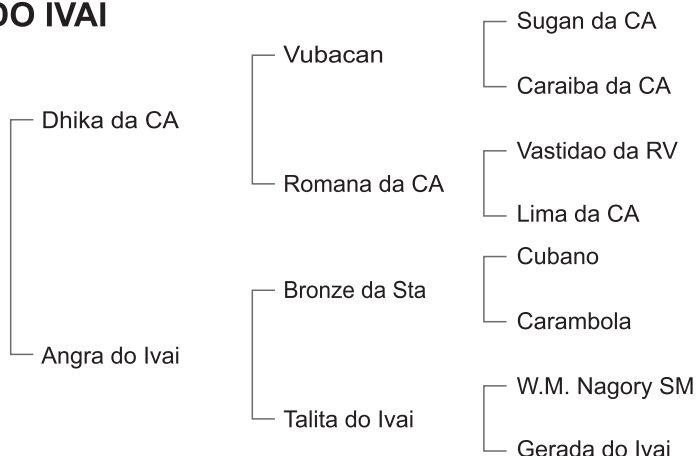 DO IVAI
Sugan da CA
Vubacan
Caraiba da CA
Dhika da CA
Vastidao da RV
Romana da CA
Lima da CA
Cubano
Bronze da Sta
Carambola
Angra do Ivai
W.M. Nagory SM
Talita do Ivai
Gerada do Ivai